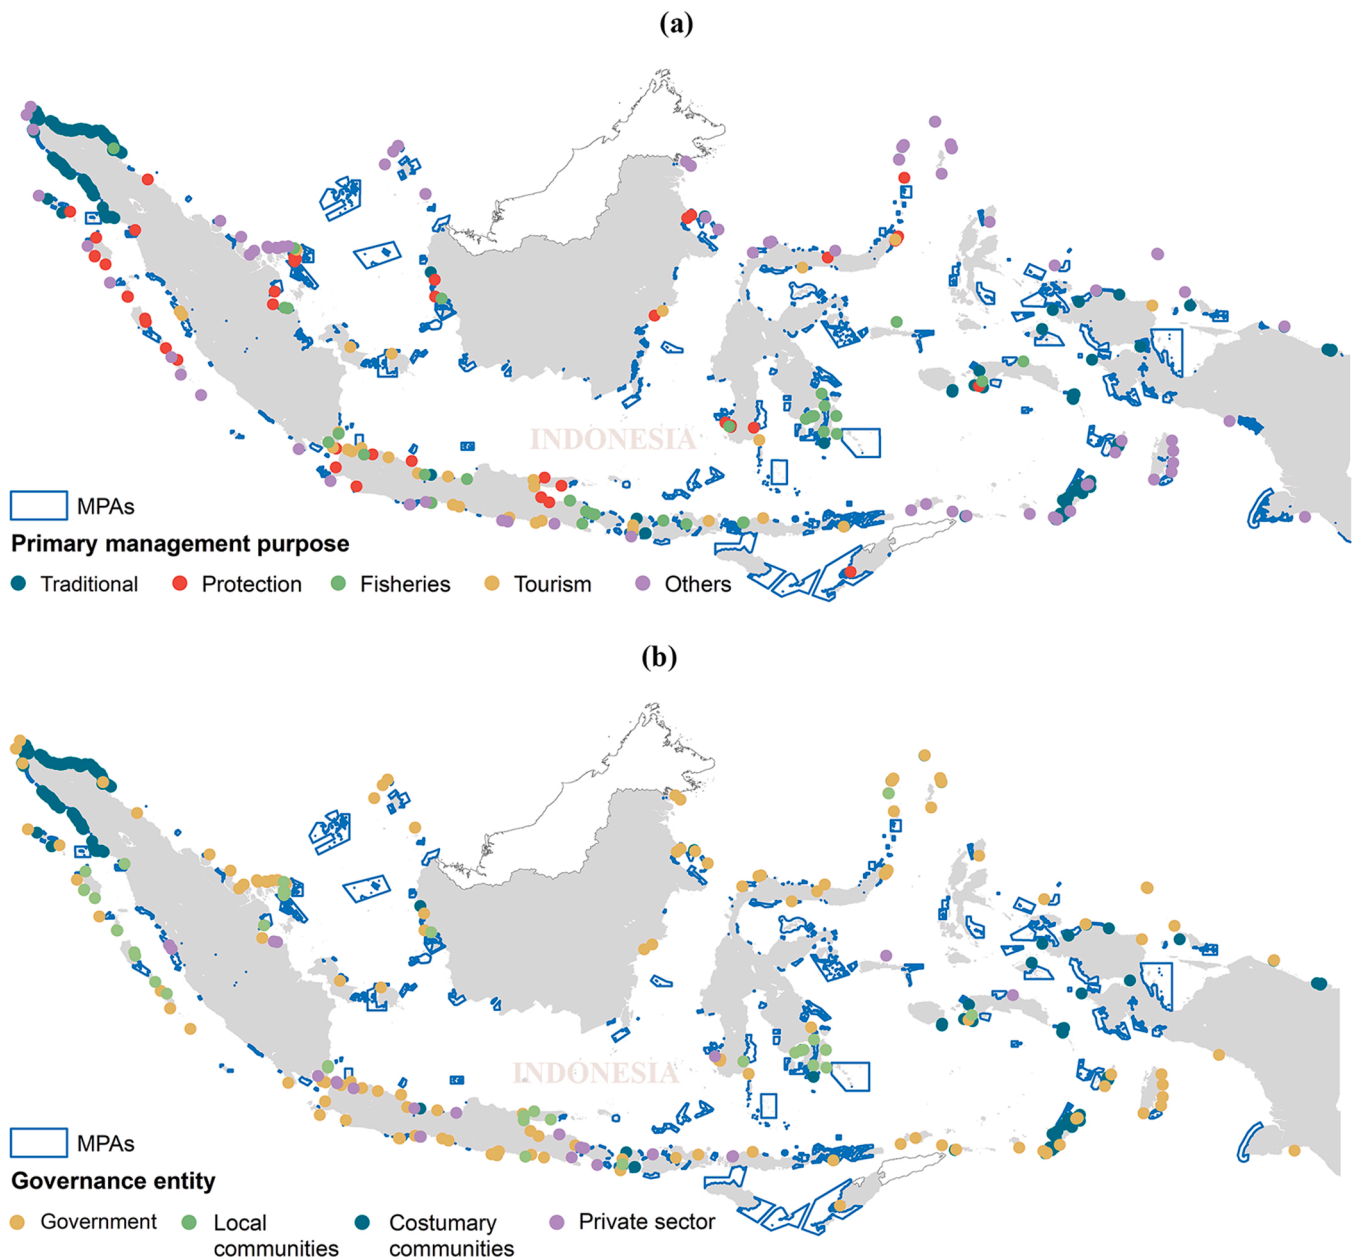 (a)
INDONESIA
MPAs
Primary management purpose
Traditional Protection Fisheries Tourism Others
(b)
INDONESIA
MPAs
Governance entity
Government Local communities Costumary communities Private sector